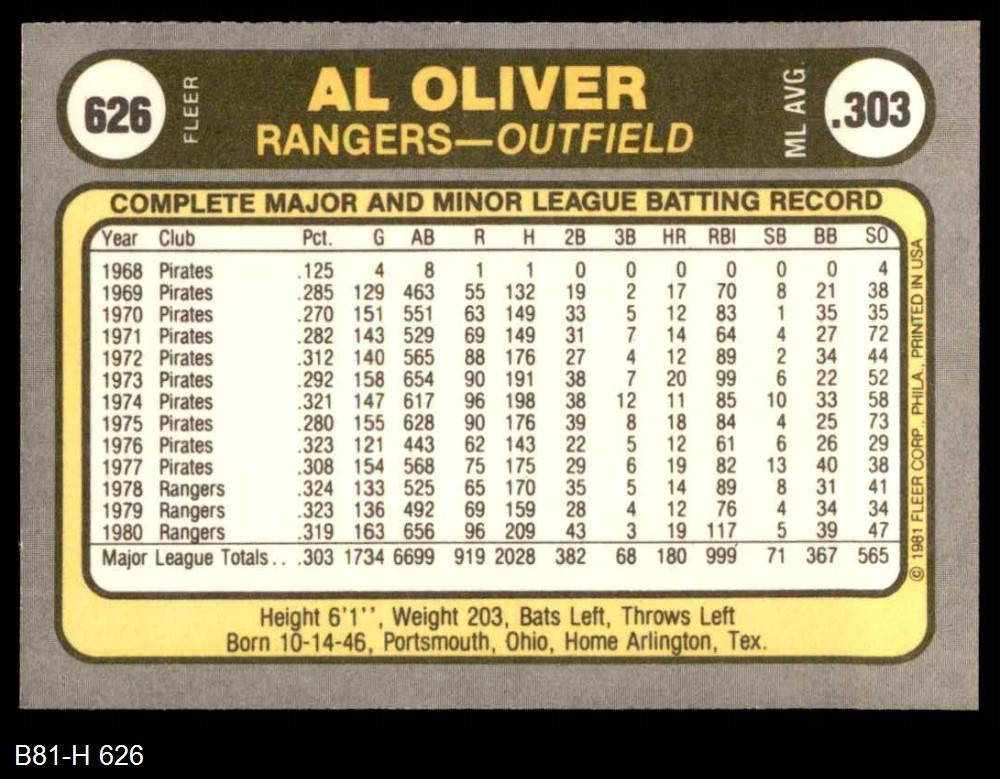 626 FLEER AL OLIVER ML AVG .303
RANGERS—OUTFIELD
COMPLETE MAJOR AND MINOR LEAGUE BATTING RECORD
Year Club Pct. G AB R H 2B 3B HR RBI SB BB SO
1968 Pirates .125 4 8 1 1 0 0 0 0 0 0 4
1969 Pirates .285 129 463 55 132 19 2 17 70 8 21 38
1970 Pirates .270 151 551 63 149 33 5 12 83 1 35 35
1971 Pirates .282 143 529 69 149 31 7 14 64 4 27 72
1972 Pirates .312 140 565 88 176 27 4 12 89 2 34 44
1973 Pirates .292 158 654 90 191 38 7 20 99 6 22 52
1974 Pirates .321 147 617 96 198 38 12 11 85 10 33 58
1975 Pirates .280 155 628 90 176 39 8 18 84 4 25 73
1976 Pirates .323 121 443 62 143 22 5 12 61 6 26 29
1977 Pirates .308 154 568 75 175 29 6 19 82 13 40 38
1978 Rangers .324 133 525 65 170 35 5 14 89 8 31 41
1979 Rangers .323 136 492 69 159 28 4 12 76 4 34 34
1980 Rangers .319 163 656 96 209 43 3 19 117 5 39 47
Major League Totals... .303 1734 6699 919 2028 382 68 180 999 71 367 565
© 1981 FLEER CORP., PHILA., PRINTED IN USA
Height 6'1'', Weight 203, Bats Left, Throws Left
Born 10-14-46, Portsmouth, Ohio, Home Arlington, Tex.
B81-H 626